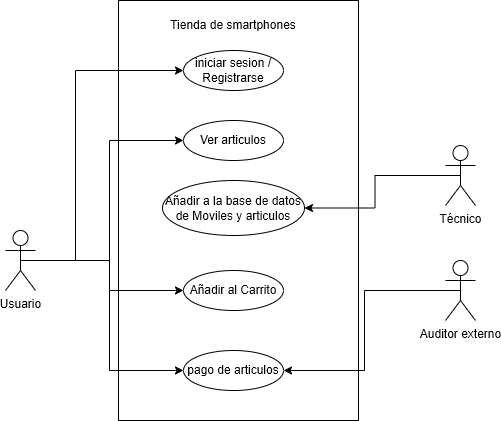 Tienda de smartphones
iniciar sesion /
Registrarse
Ver articulos
Añadir a la base de datos
de Moviles y articulos
Técnico
Usuario
Añadir al Carrito
Auditor externo
pago de articulos